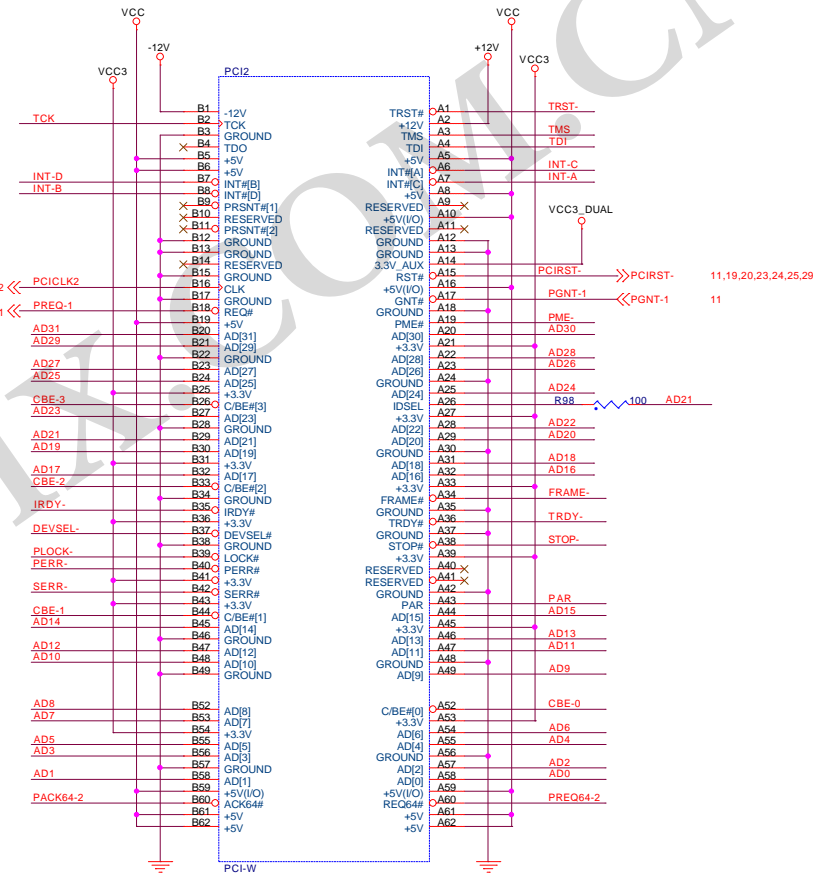 VCC
VCC
-12V
+12V
VCC3
VCC3
PCI2
TCK
B1 -12V TRST# A1 TRST-
B2 TCK +12V A2
B3 GROUND TMS A3 TMS
B4 TDO TDI A4 TDI
B5 +5V +5V A5
INT-D B6 +5V INT#[A] A6 INT-C
INT-B B7 INT#[B] INT#[C] A7 INT-A
B8 INT#[D] +5V A8
B9 PRSNT#[1] RESERVED A9
VCC3_DUAL
B10 RESERVED +5V(I/O) A10
B11 PRSNT#[2] RESERVED A11
B12 GROUND GROUND A12
B13 GROUND GROUND A13
B14 RESERVED 3.3V_AUX A14
B15 GROUND RST# A15 PCIRST- PCIRST- 11,19,20,23,24,25,29
PCICLK2 B16 CLK +5V(I/O) A16
B17 GROUND GNT# A17 PGNT-1 PGNT-1 11
PREQ-1 B18 REQ# GROUND A18
B19 +5V PME# A19 PME-
AD31 B20 AD[31] AD[30] A20 AD30
AD29 B21 AD[29] +3.3V A21
B22 GROUND AD[28] A22 AD28
AD27 B23 AD[27] AD[26] A23 AD26
AD25 B24 AD[25] GROUND A24
B25 +3.3V AD[24] A25 AD24
CBE-3 B26 C/BE#[3] IDSEL A26 R98 100 AD21
AD23 B27 AD[23] +3.3V A27
B28 GROUND AD[22] A28 AD22
AD21 B29 AD[21] AD[20] A29 AD20
AD19 B30 AD[19] GROUND A30
B31 +3.3V AD[18] A31 AD18
AD17 B32 AD[17] AD[16] A32 AD16
CBE-2 B33 C/BE#[2] +3.3V A33
B34 GROUND FRAME# A34 FRAME-
IRDY- B35 IRDY# GROUND A35
B36 +3.3V TRDY# A36 TRDY-
DEVSEL- B37 DEVSEL# GROUND A37
B38 GROUND STOP# A38 STOP-
PLOCK- B39 LOCK# +3.3V A39
PERR- B40 PERR# RESERVED A40
B41 +3.3V RESERVED A41
SERR- B42 SERR# GROUND A42
B43 +3.3V PAR A43 PAR
CBE-1 B44 C/BE#[1] AD[15] A44 AD15
AD14 B45 AD[14] +3.3V A45
B46 GROUND AD[13] A46 AD13
AD12 B47 AD[12] AD[11] A47 AD11
AD10 B48 AD[10] GROUND A48
B49 GROUND AD[9] A49 AD9
AD8 B52 AD[8] C/BE#[0] A52 CBE-0
AD7 B53 AD[7] +3.3V A53
B54 +3.3V AD[6] A54 AD6
AD5 B55 AD[5] AD[4] A55 AD4
AD3 B56 AD[3] GROUND A56
B57 GROUND AD[2] A57 AD2
AD1 B58 AD[1] AD[0] A58 AD0
B59 +5V(I/O) +5V(I/O) A59
PACK64-2 B60 ACK64# REQ64# A60 PREQ64-2
B61 +5V +5V A61
B62 +5V +5V A62
PCI-W